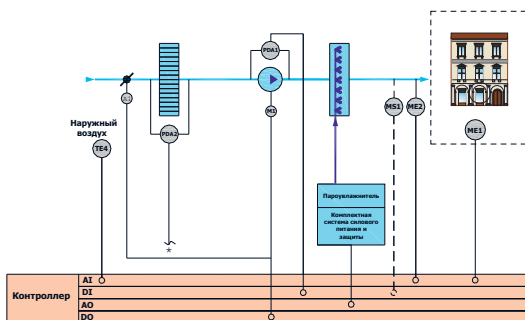 PDA1
S1
M1
MS1
ME2
Наружный
воздух
PDA2
ME1
TE4
Пароувлажнитель
Комплектная
система силового
питания и
защиты
*
Контроллер
AI
DI
AO
DO